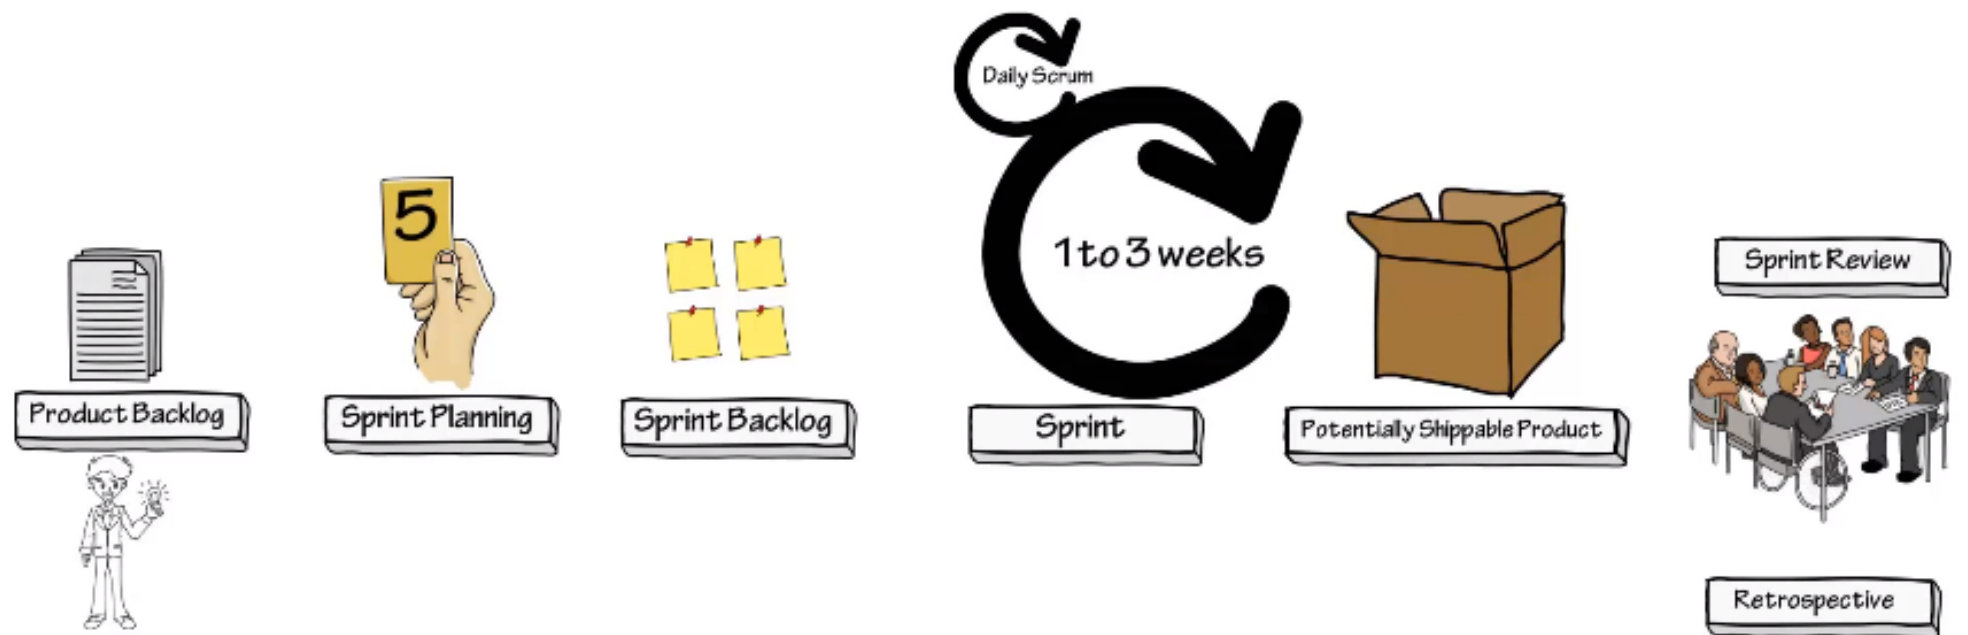 Daily Scrum
5
1 to 3 weeks
Sprint Review
Product Backlog
Sprint Planning
Sprint Backlog
Sprint
Potentially Shippable Product
Retrospective